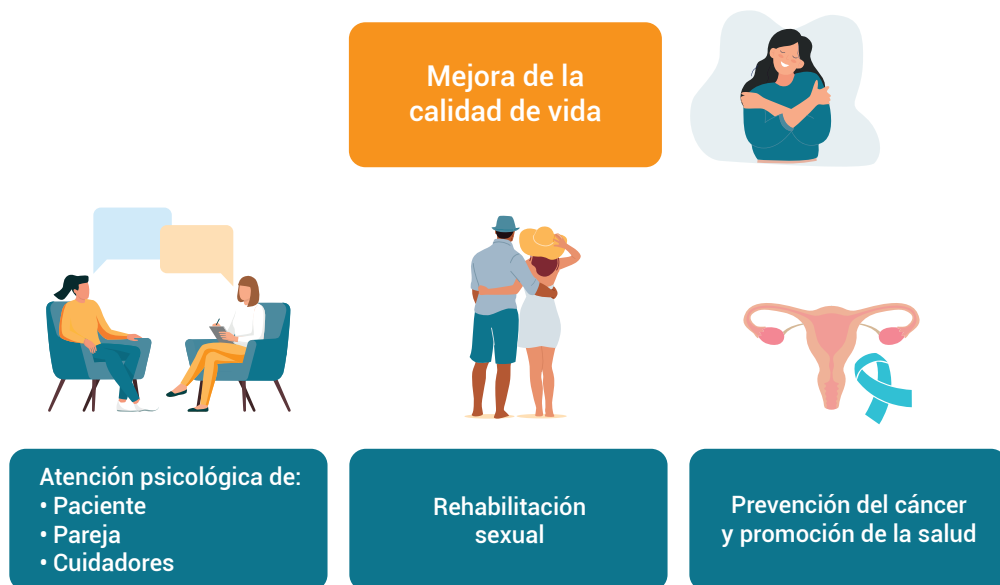 Mejora de la
calidad de vida
Atención psicológica de:
• Paciente
• Pareja
• Cuidadores
Rehabilitación
sexual
Prevención del cáncer
y promoción de la salud